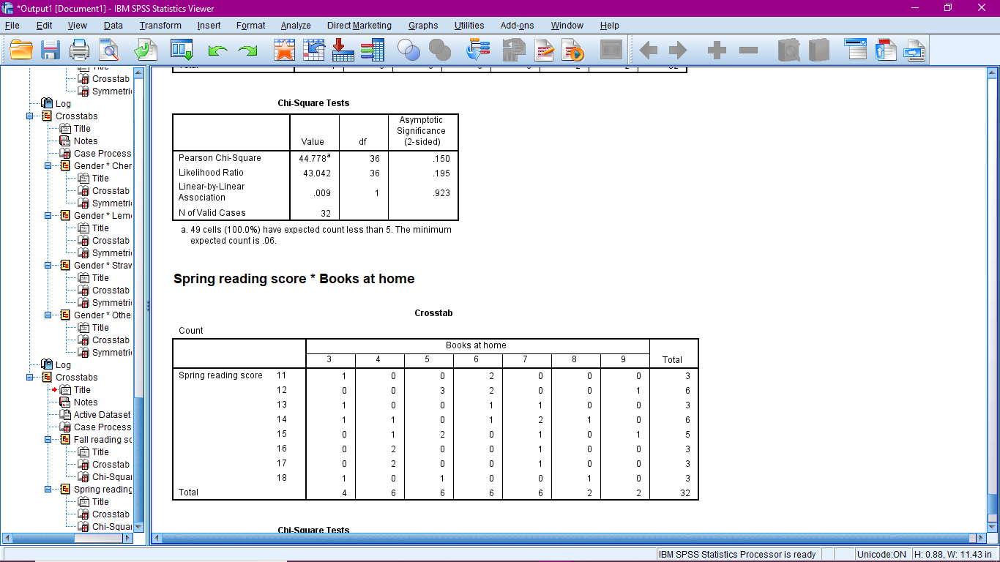 *Output1 [Document1] - IBM SPSS Statistics Viewer
File Edit View Data Transform Insert Format Analyze Direct Marketing Graphs Utilities Add-ons Window Help
Crosstab
Symmetri
Log
Crosstabs
Title
Notes
Case Process
Gender * Cher
Title
Crosstab
Symmetri
Gender * Lem
Title
Crosstab
Symmetri
Gender * Straw
Title
Crosstab
Symmetri
Gender * Othe
Title
Crosstab
Symmetri
Log
Crosstabs
Title
Notes
Active Dataset
Case Process
Fall reading sc
Title
Crosstab
Chi-Squar
Spring reading
Title
Crosstab
Chi-Squar
Chi-Square Tests
Value df Asymptotic Significance (2-sided)
Pearson Chi-Square 44.778a 36 .150
Likelihood Ratio 43.042 36 .195
Linear-by-Linear Association .009 1 .923
N of Valid Cases 32
a. 49 cells (100.0%) have expected count less than 5. The minimum
expected count is .06.
Spring reading score * Books at home
Crosstab
Count
Books at home
3 4 5 6 7 8 9 Total
Spring reading score 11 1 0 0 2 0 0 0 3
12 0 0 3 2 0 0 1 6
13 1 0 0 1 1 0 0 3
14 1 1 0 1 2 1 0 6
15 0 1 2 0 1 0 1 5
16 0 2 0 0 1 0 0 3
17 0 2 0 0 1 0 0 3
18 1 0 1 0 0 1 0 3
Total 4 6 6 6 6 2 2 32
Chi-Square Tests
IBM SPSS Statistics Processor is ready Unicode:ON H: 0.88, W: 11.43 in